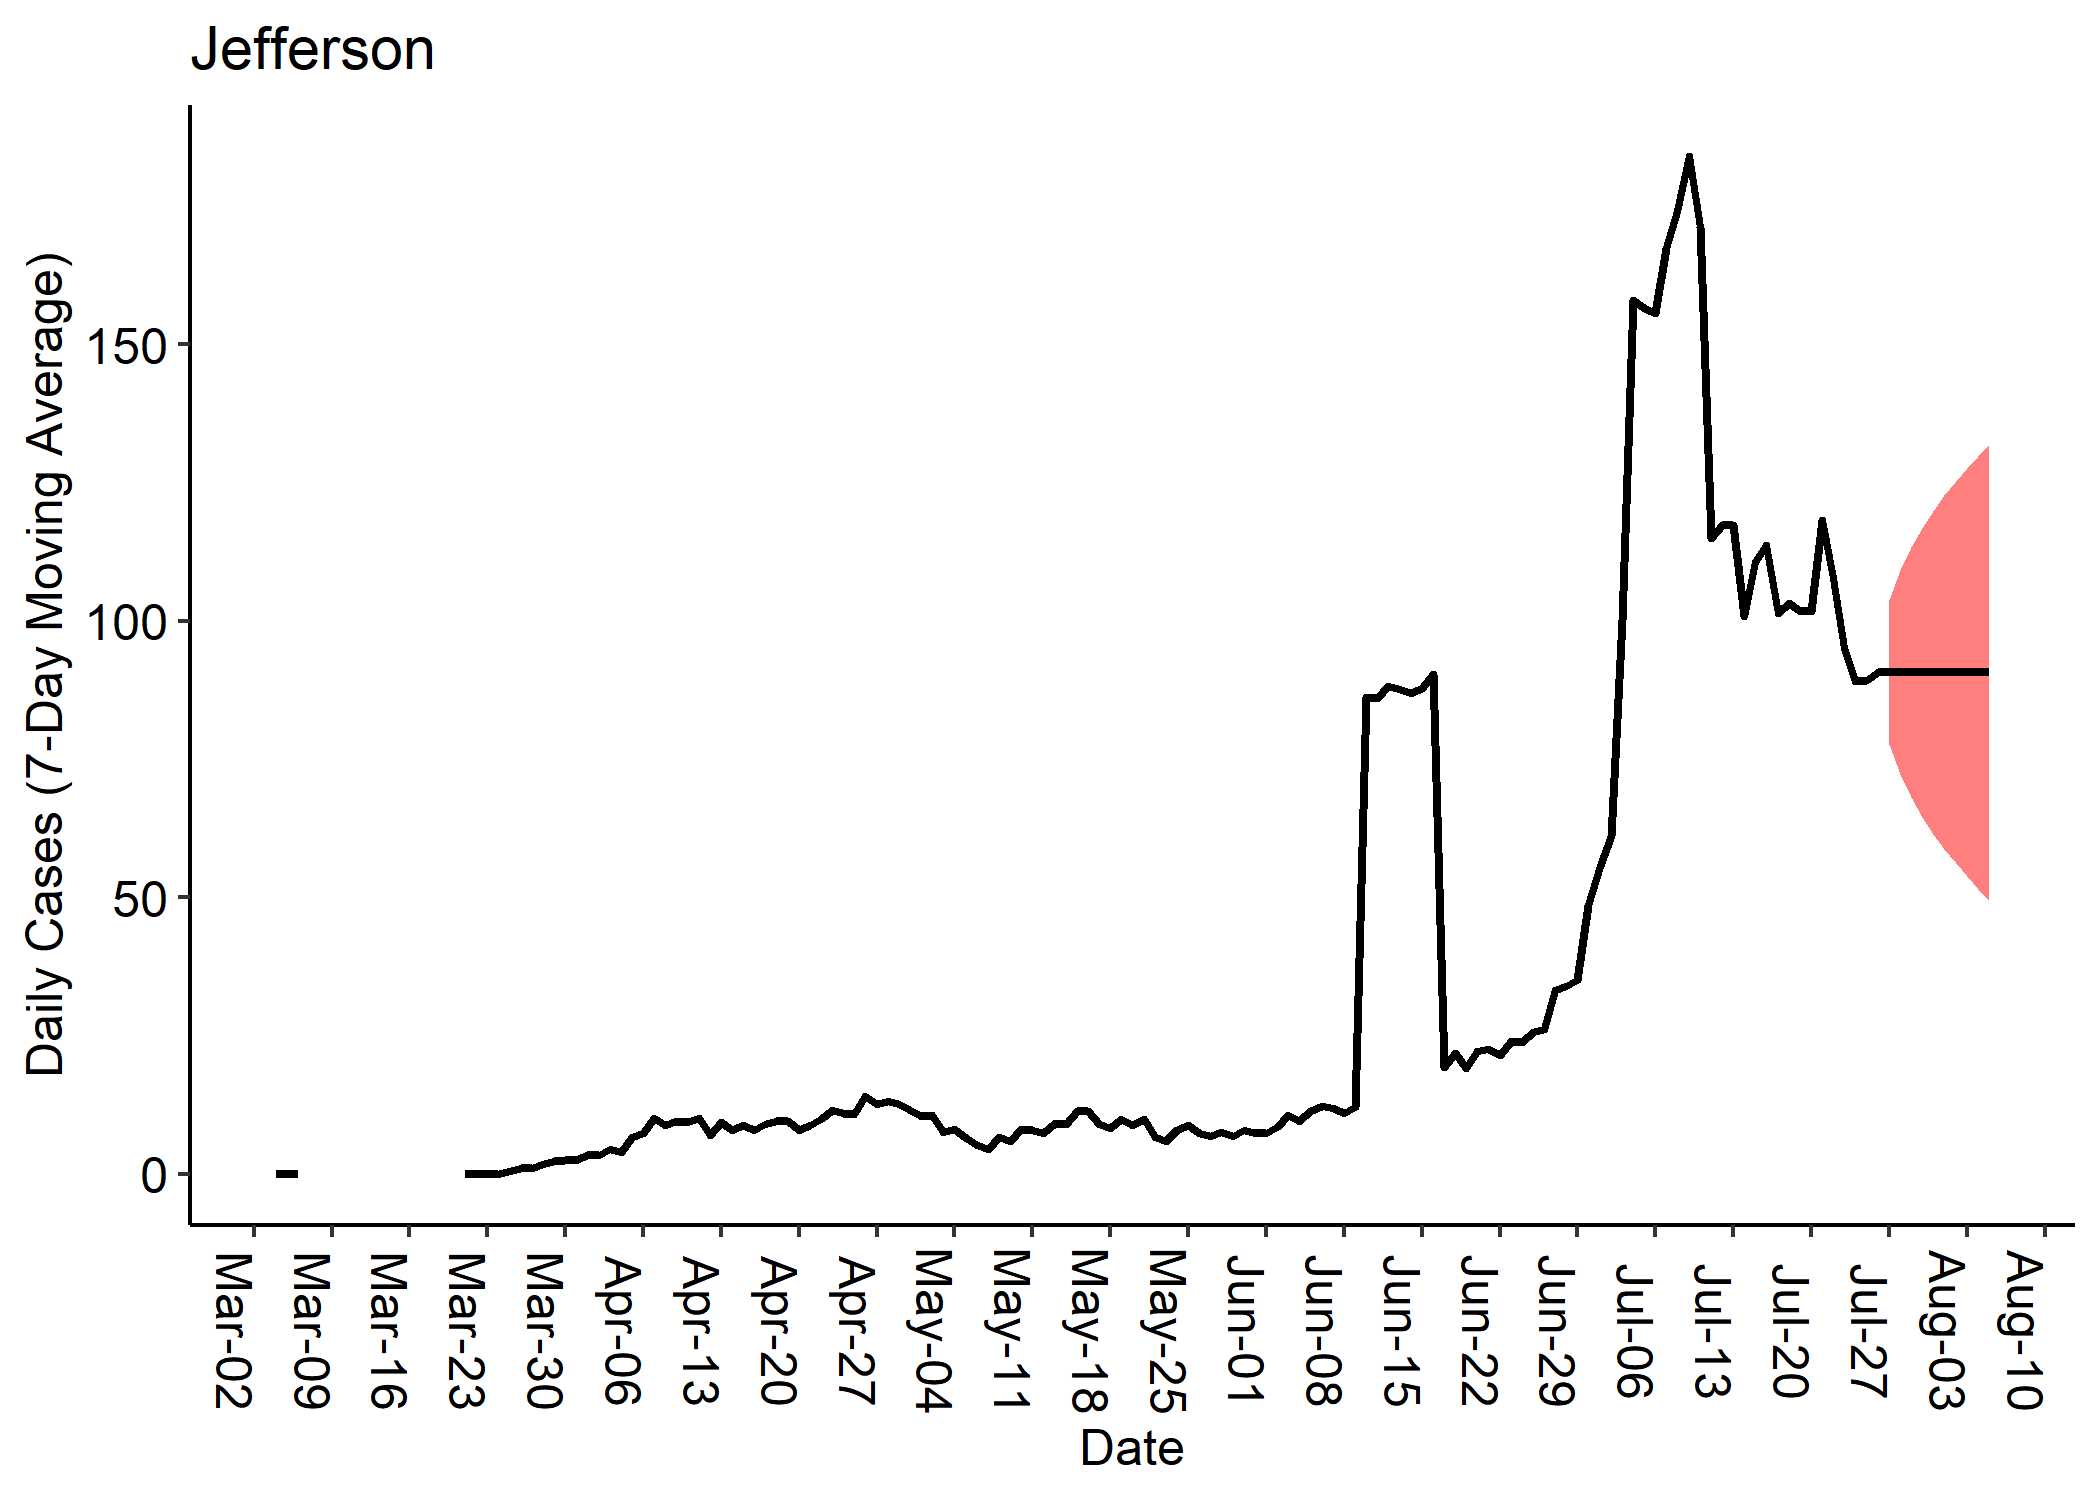 Jefferson
Daily Cases (7-Day Moving Average)
150
100
50
0
Mar-02
Mar-09
Mar-16
Mar-23
Mar-30
Apr-06
Apr-13
Apr-20
Apr-27
May-04
May-11
May-18
May-25
Jun-01
Jun-08
Jun-15
Jun-22
Jun-29
Jul-06
Jul-13
Jul-20
Jul-27
Aug-03
Aug-10
Date